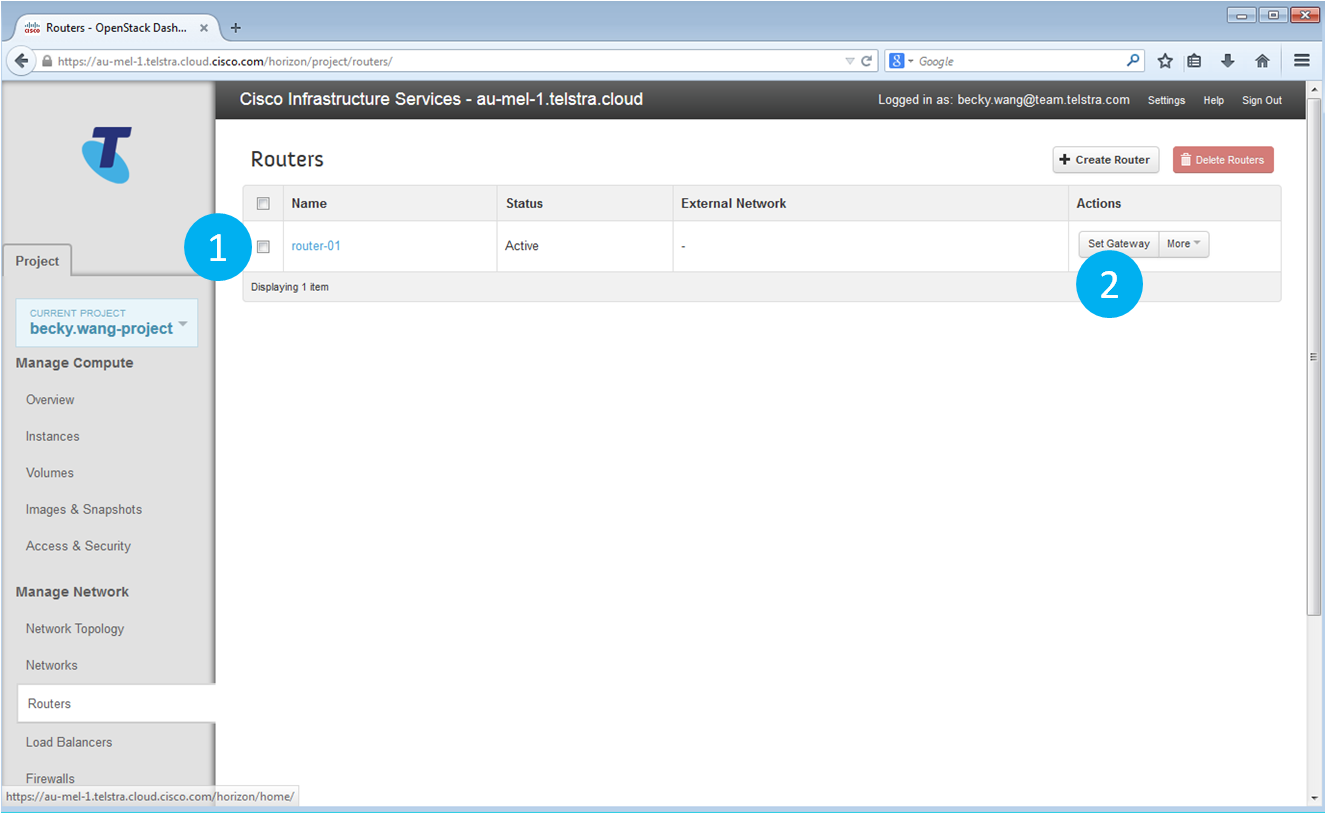 Routers - OpenStack Dash...
https://au-mel-1.telstra.cloud.cisco.com/horizon/project/routers/
Google
Cisco Infrastructure Services - au-mel-1.telstra.cloud
Logged in as: becky.wang@team.telstra.com Settings Help Sign Out
Routers
Create Router Delete Routers
Name Status External Network Actions
1
router-01 Active - Set Gateway More
2
Displaying 1 item
Project
CURRENT PROJECT
becky.wang-project
Manage Compute
Overview
Instances
Volumes
Images & Snapshots
Access & Security
Manage Network
Network Topology
Networks
Routers
Load Balancers
Firewalls
https://au-mel-1.telstra.cloud.cisco.com/horizon/home/